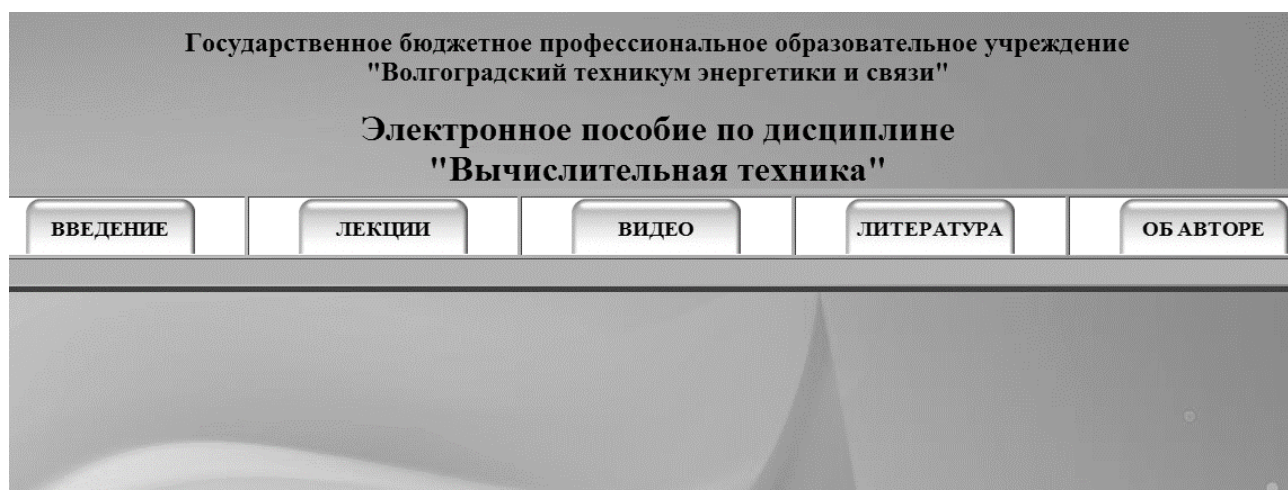 Государственное бюджетное профессиональное образовательное учреждение
"Волгоградский техникум энергетики и связи"
Электронное пособие по дисциплине
"Вычислительная техника"
ВВЕДЕНИЕ ЛЕКЦИИ ВИДЕО ЛИТЕРАТУРА ОБ АВТОРЕ